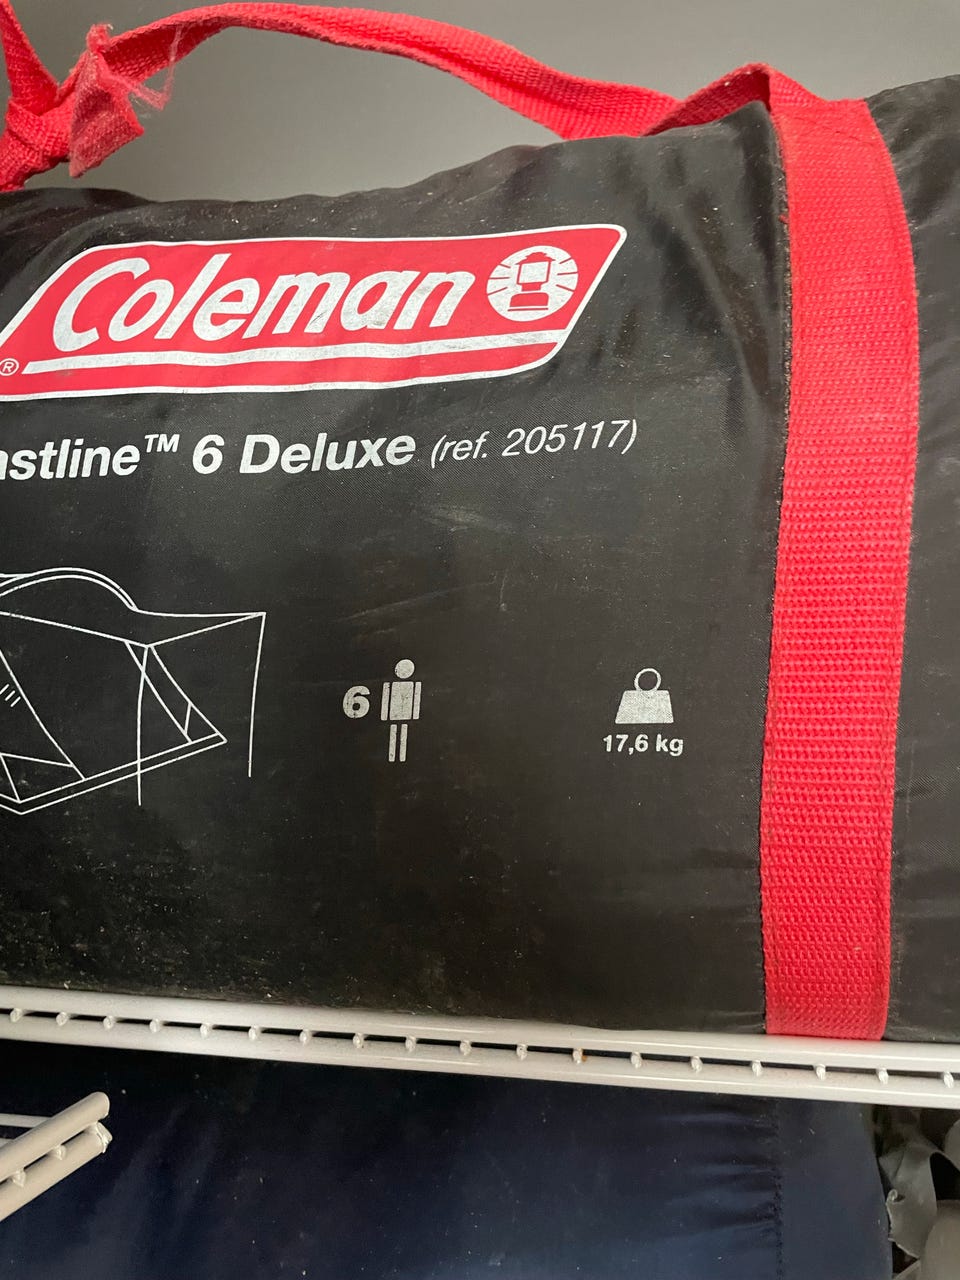 Coleman
®
astline™ 6 Deluxe (ref. 205117)
6
17,6 kg